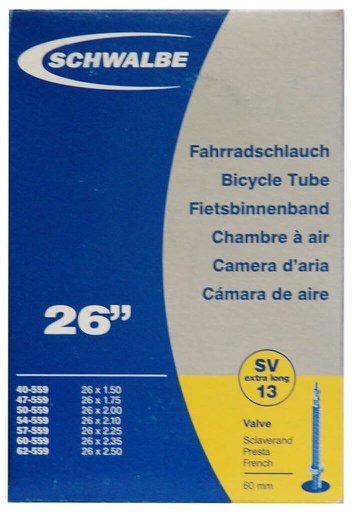 SCHWALBE
Fahrradschlauch
Bicycle Tube
Fietsbinnenband
Chambre à air
Camera d'aria
Cámara de aire
26"
SV
extra long
13
40-559 26 x 1.50
47-559 26 x 1.75
50-559 26 x 2.00
54-559 26 x 2.10
57-559 26 x 2.25
60-559 26 x 2.35
62-559 26 x 2.50
Valve
Sclaverand
Presta
French
60 mm